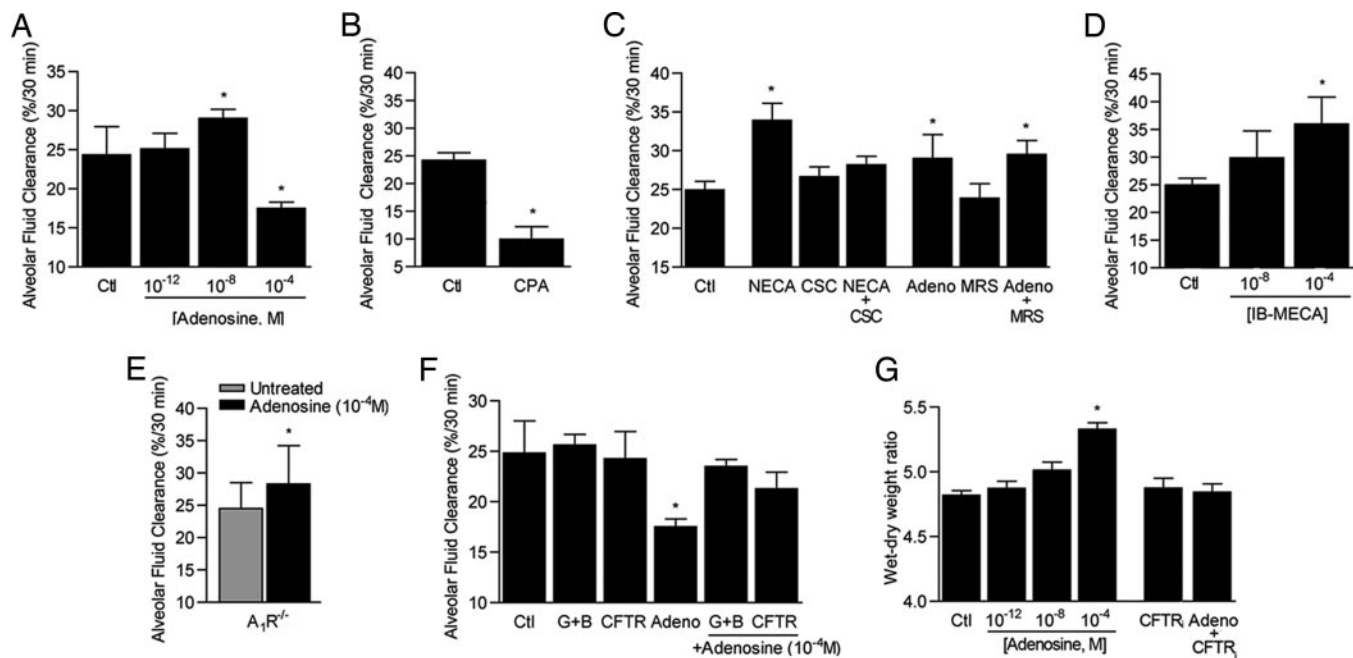 A
Alveolar Fluid Clearance (%/30 min)
35
30
25
20
15
10
Ctl
10-12
10-8
10-4
[Adenosine, M]
*
*
B
Alveolar Fluid Clearance (%/30 min)
40
35
30
25
20
15
10
5
Ctl
CPA
*
C
Alveolar Fluid Clearance (%/30 min)
40
35
30
25
20
15
Ctl
NECA
CSC
NECA
+
CSC
Adeno
MRS
Adeno
+
MRS
*
*
*
D
Alveolar Fluid Clearance (%/30 min)
45
40
35
30
25
20
15
10
Ctl
10-8
10-4
[IB-MECA]
*
E
Untreated
Adenosine (10-4M)
Alveolar Fluid Clearance (%/30 min)
40
35
30
25
20
15
10
A1R-/-
*
F
Alveolar Fluid Clearance (%/30 min)
30
25
20
15
10
Ctl
G+B
CFTRi
Adeno
G+B
CFTRi
+Adenosine (10-4M)
*
G
Wet-dry weight ratio
5.5
5.0
4.5
4.0
Ctl
10-12
10-8
10-4
[Adenosine, M]
CFTRi
Adeno
+
CFTRi
*